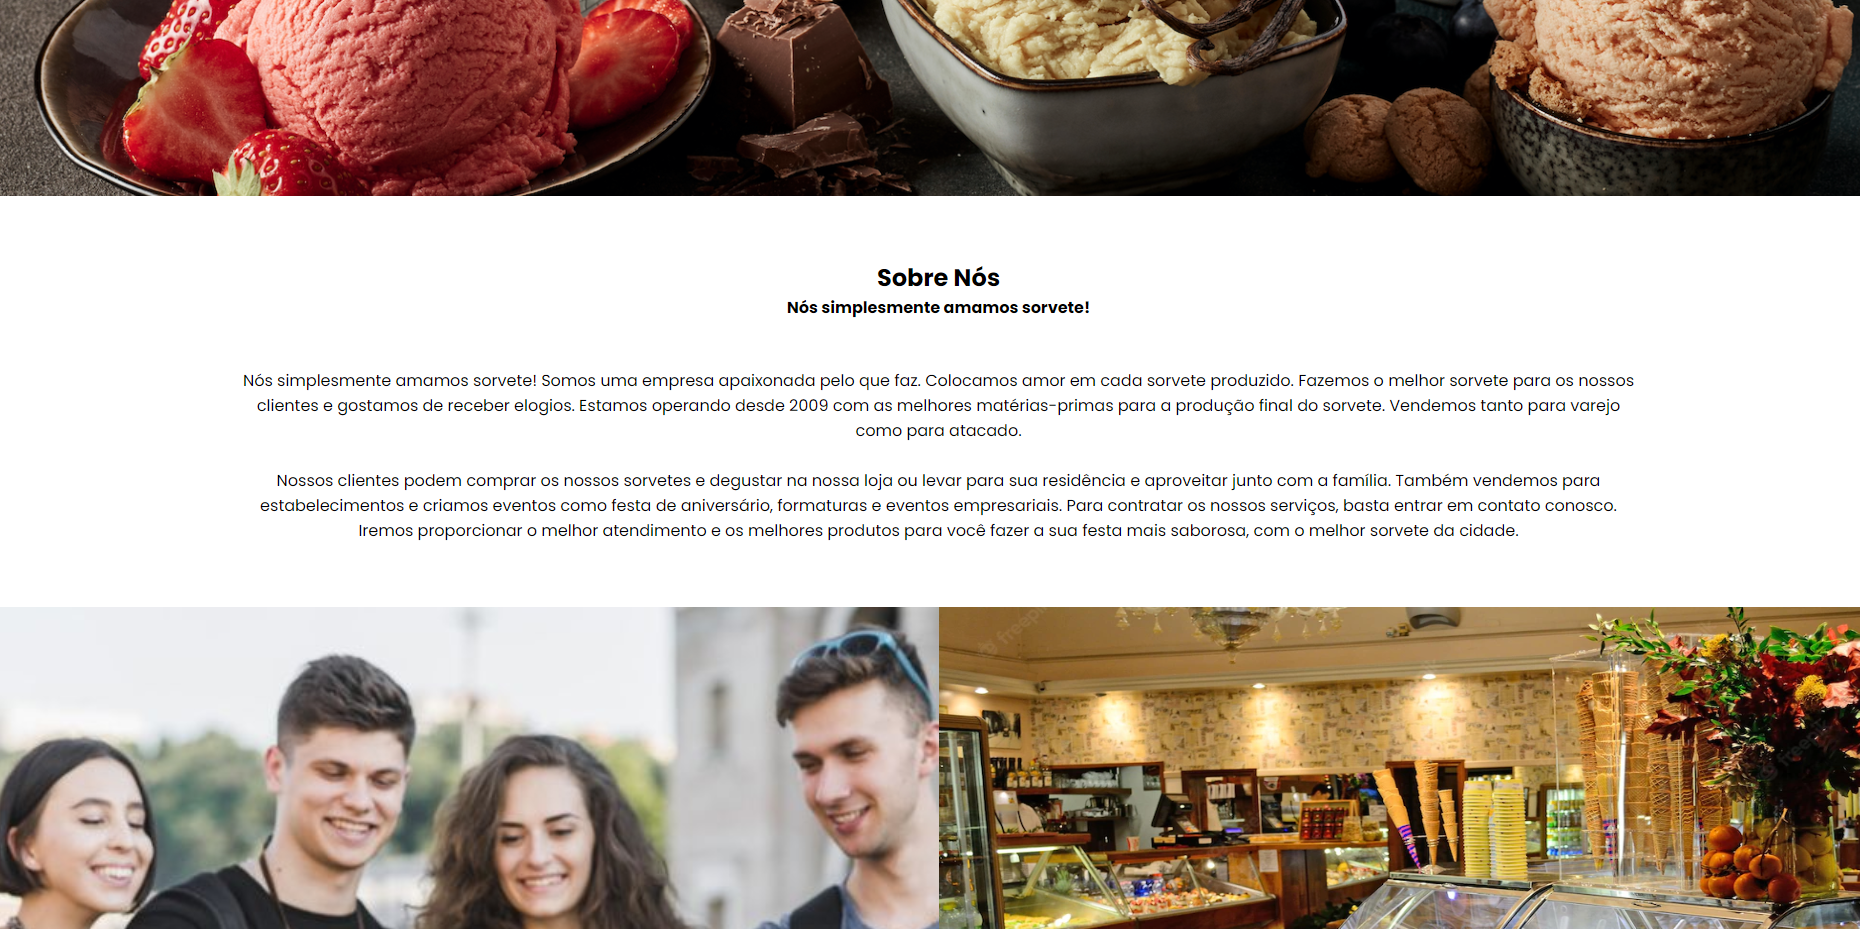 Sobre Nós
Nós simplesmente amamos sorvete!
Nós simplesmente amamos sorvete! Somos uma empresa apaixonada pelo que faz. Colocamos amor em cada sorvete produzido. Fazemos o melhor sorvete para os nossos
clientes e gostamos de receber elogios. Estamos operando desde 2009 com as melhores matérias-primas para a produção final do sorvete. Vendemos tanto para varejo
como para atacado.
Nossos clientes podem comprar os nossos sorvetes e degustar na nossa loja ou levar para sua residência e aproveitar junto com a família. Também vendemos para
estabelecimentos e criamos eventos como festa de aniversário, formaturas e eventos empresariais. Para contratar os nossos serviços, basta entrar em contato conosco.
Iremos proporcionar o melhor atendimento e os melhores produtos para você fazer a sua festa mais saborosa, com o melhor sorvete da cidade.